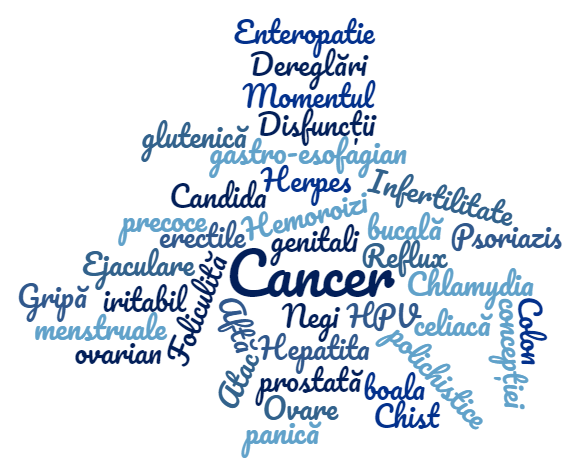 Enteropatie
Dereglări
Momentul
Disfuncții
glutenică
gastro-esofagian
Herpes
Infertilitate
Candida
precoce
Hemoroizi
bucală
erectile
genitali
Psoriazis
Ejaculare
Foliculită
Cancer
Reflux
Chlamydia
Gripă
iritabil
menstruale
Negi
HPV
celiacă
concepției
Colon
ovarian
Aftă
Hepatita
polichistice
Atac
prostată
boala
Ovare
Chist
panică